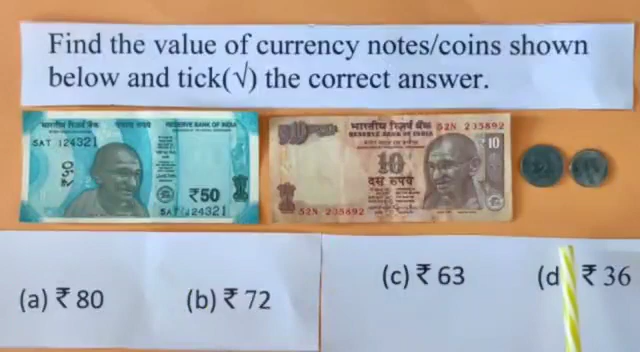 Find the value of currency notes/coins shown
below and tick(√) the correct answer.
भारतीय रिज़र्व बैंक
RESERVE BANK OF INDIA
5AT 124321
₹50
5AT 124321
भारतीय रिज़र्व बैंक
RESERVE BANK OF INDIA
52N 235892
10
₹10
10
दस रुपये
52N 235892
(a) ₹ 80
(b) ₹ 72
(c) ₹ 63
(d ₹ 36